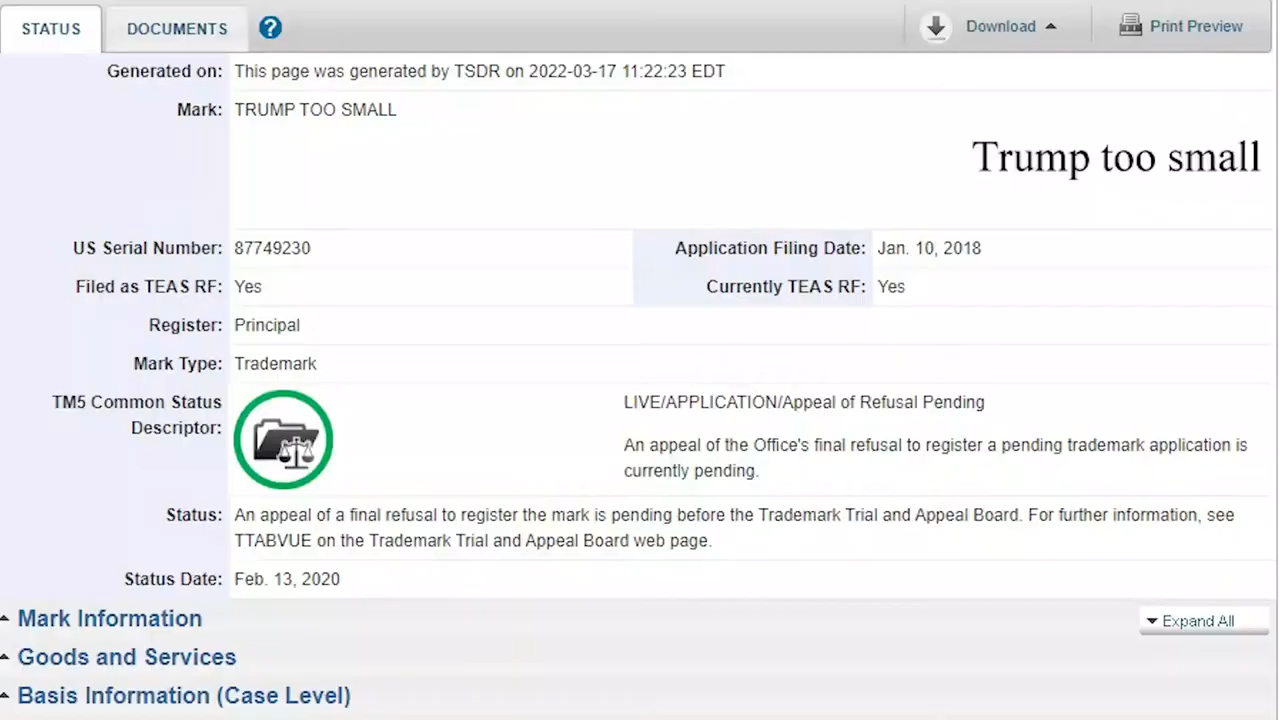 STATUS DOCUMENTS ? Download Print Preview
Generated on: This page was generated by TSDR on 2022-03-17 11:22:23 EDT
Mark: TRUMP TOO SMALL
Trump too small
US Serial Number: 87749230 Application Filing Date: Jan. 10, 2018
Filed as TEAS RF: Yes Currently TEAS RF: Yes
Register: Principal
Mark Type: Trademark
TM5 Common Status LIVE/APPLICATION/Appeal of Refusal Pending
Descriptor:
An appeal of the Office's final refusal to register a pending trademark application is
currently pending.
Status: An appeal of a final refusal to register the mark is pending before the Trademark Trial and Appeal Board. For further information, see
TTABVUE on the Trademark Trial and Appeal Board web page.
Status Date: Feb. 13, 2020
Mark Information Expand All
Goods and Services
Basis Information (Case Level)